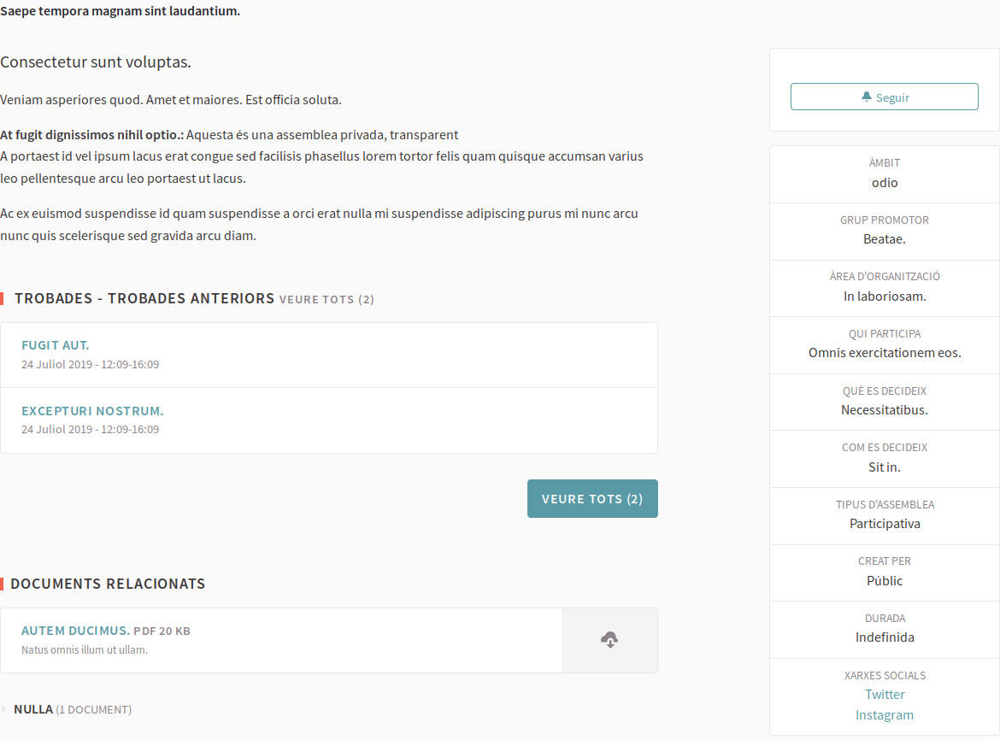 Saepe tempora magnam sint laudantium.
Consectetur sunt voluptas.
Veniam asperiores quod. Amet et maiores. Est officia soluta.
At fugit dignissimos nihil optio.: Aquesta és una assemblea privada, transparent
A portaest id vel ipsum lacus erat congue sed facilisis phasellus lorem tortor felis quam quisque accumsan varius
leo pellentesque arcu leo portaest ut lacus.
Ac ex euismod suspendisse id quam suspendisse a orci erat nulla mi suspendisse adipiscing purus mi nunc arcu
nunc quis scelerisque sed gravida arcu diam.
TROBADES - TROBADES ANTERIORS VEURE TOTS (2)
FUGIT AUT.
24 Juliol 2019 - 12:09-16:09
EXCEPTURI NOSTRUM.
24 Juliol 2019 - 12:09-16:09
VEURE TOTS (2)
DOCUMENTS RELACIONATS
AUTEM DUCIMUS. PDF 20 KB
Natus omnis illum ut ullam.
NULLA (1 DOCUMENT)
Seguir
ÀMBIT
odio
GRUP PROMOTOR
Beatae.
ÀREA D'ORGANITZACIÓ
In laboriosam.
QUI PARTICIPA
Omnis exercitationem eos.
QUÈ ES DECIDEIX
Necessitatibus.
COM ES DECIDEIX
Sit in.
TIPUS D'ASSEMBLEA
Participativa
CREAT PER
Públic
DURADA
Indefinida
XARXES SOCIALS
Twitter
Instagram